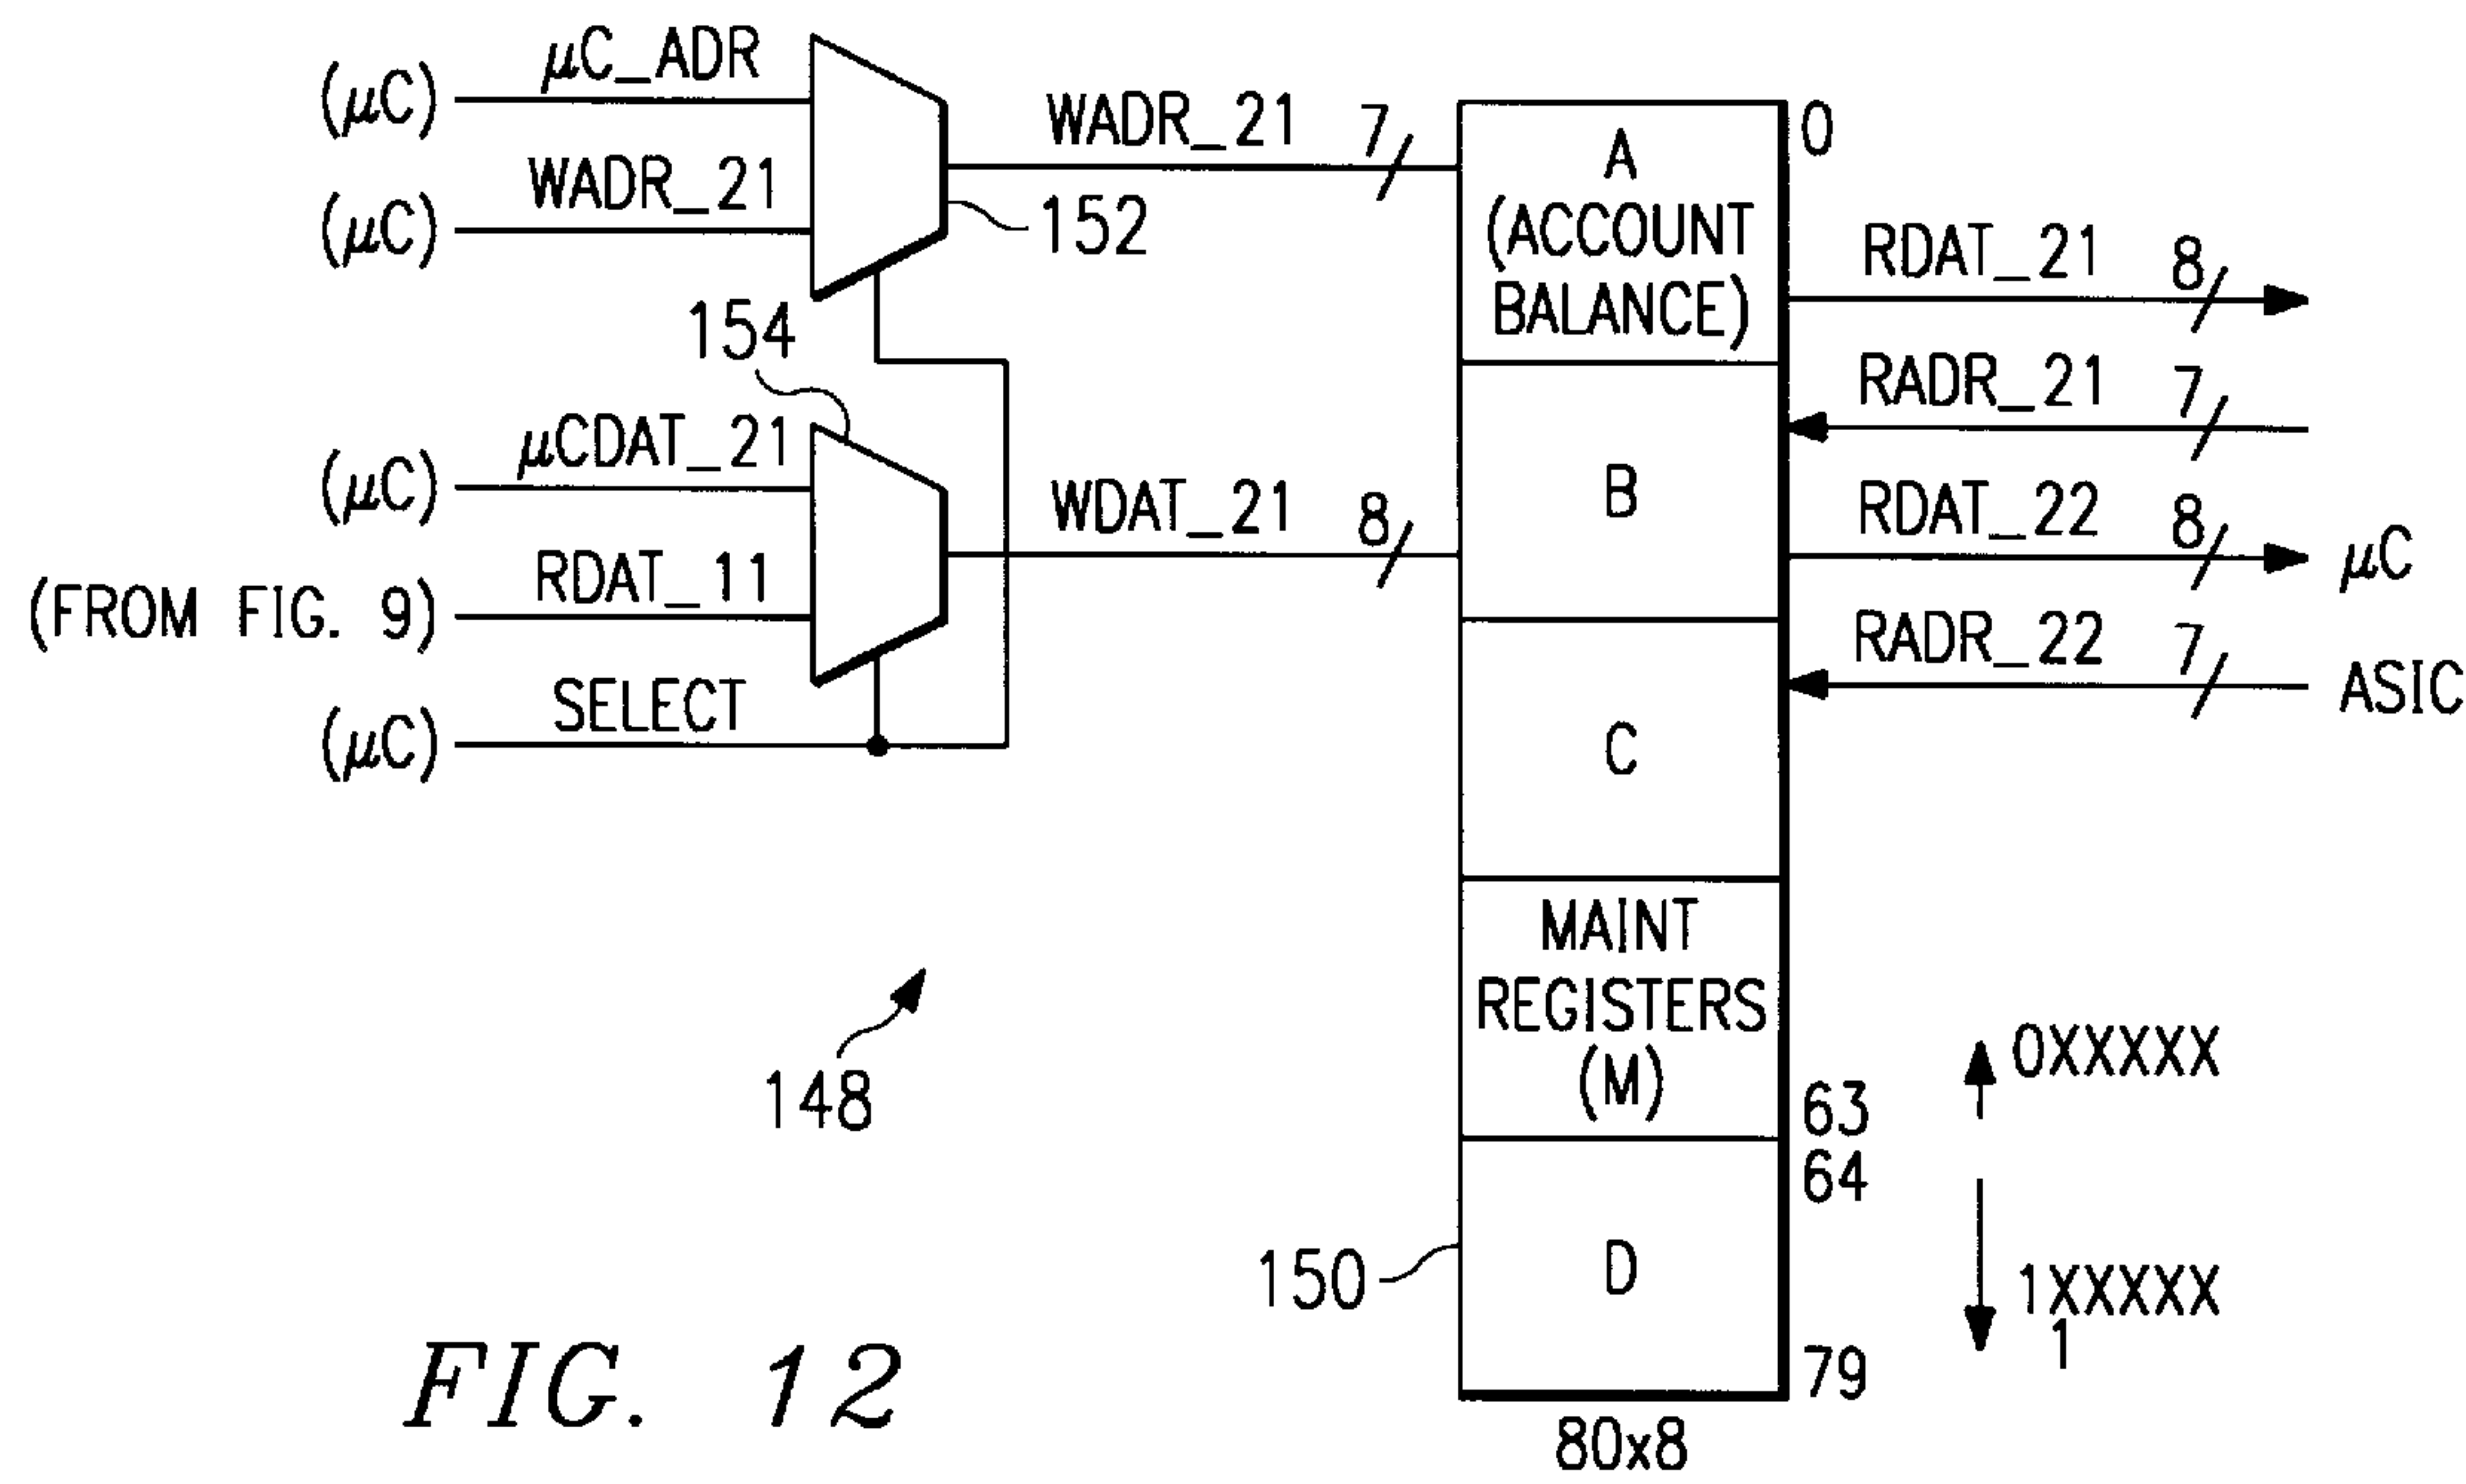 (μC) μC_ADR
(μC) WADR_21
152
WADR_21 7
154
(μC) μCDAT_21
(FROM FIG. 9) RDAT_11
(μC) SELECT
WDAT_21 8
A
(ACCOUNT
BALANCE)
B
C
MAINT
REGISTERS
(M)
D
80x8
0
63
64
79
RDAT_21 8
RADR_21 7
RDAT_22 8 μC
RADR_22 7 ASIC
0XXXXX
1XXXXX
1
148
150
FIG. 12